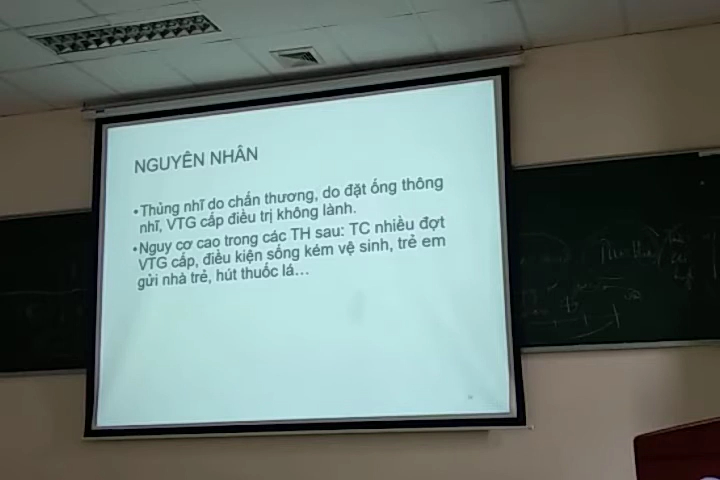 NGUYÊN NHÂN
•Thủng nhĩ do chấn thương, do đặt ống thông
nhĩ, VTG cấp điều trị không lành.
•Nguy cơ cao trong các TH sau: TC nhiều đợt
VTG cấp, điều kiện sống kém vệ sinh, trẻ em
gửi nhà trẻ, hút thuốc lá...